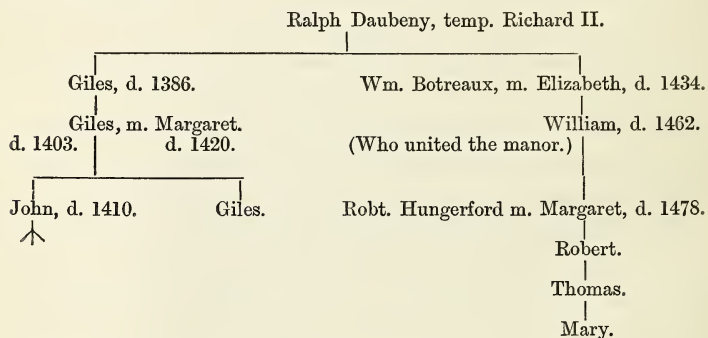 Ralph Daubeny, temp. Richard II.
Giles, d. 1386. Wm. Botreaux, m. Elizabeth, d. 1434.
Giles, m. Margaret. William, d. 1462.
d. 1403. d. 1420. (Who united the manor.)
John, d. 1410. Giles. Robt. Hungerford m. Margaret, d. 1478.
Robert.
Thomas.
Mary.